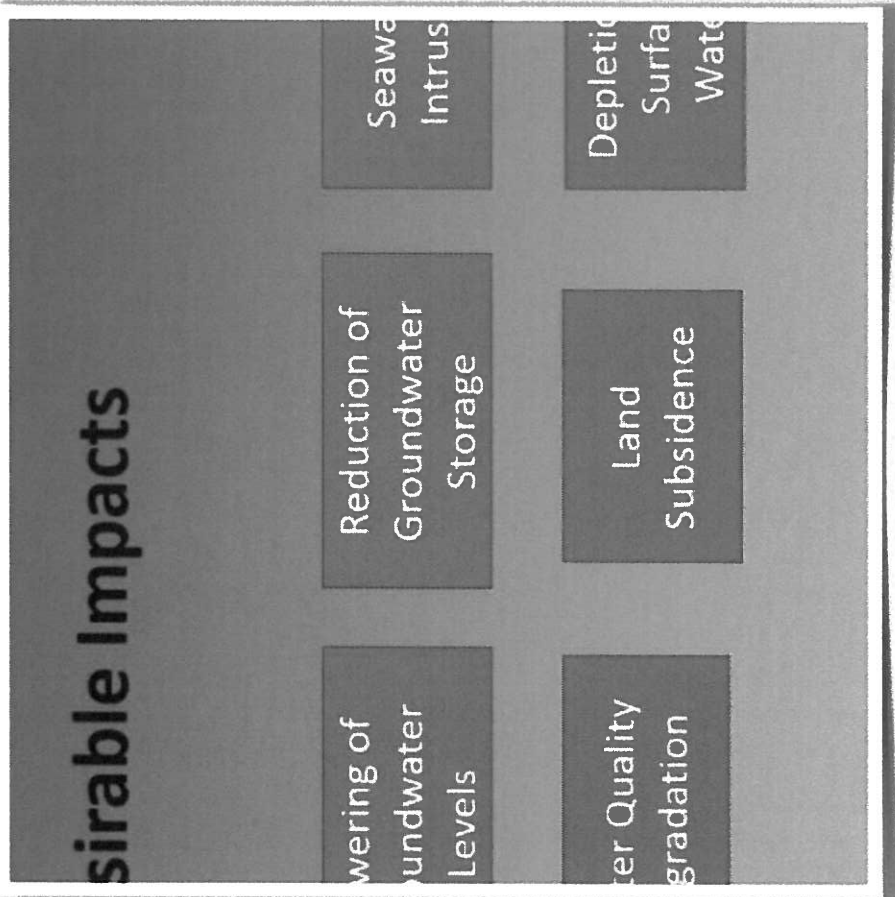 sirable Impacts
wering of
oundwater
Levels
Reduction of
Groundwater
Storage
Seawa
Intrus
ter Quality
gradation
Land
Subsidence
Depleti
Surfa
Wate